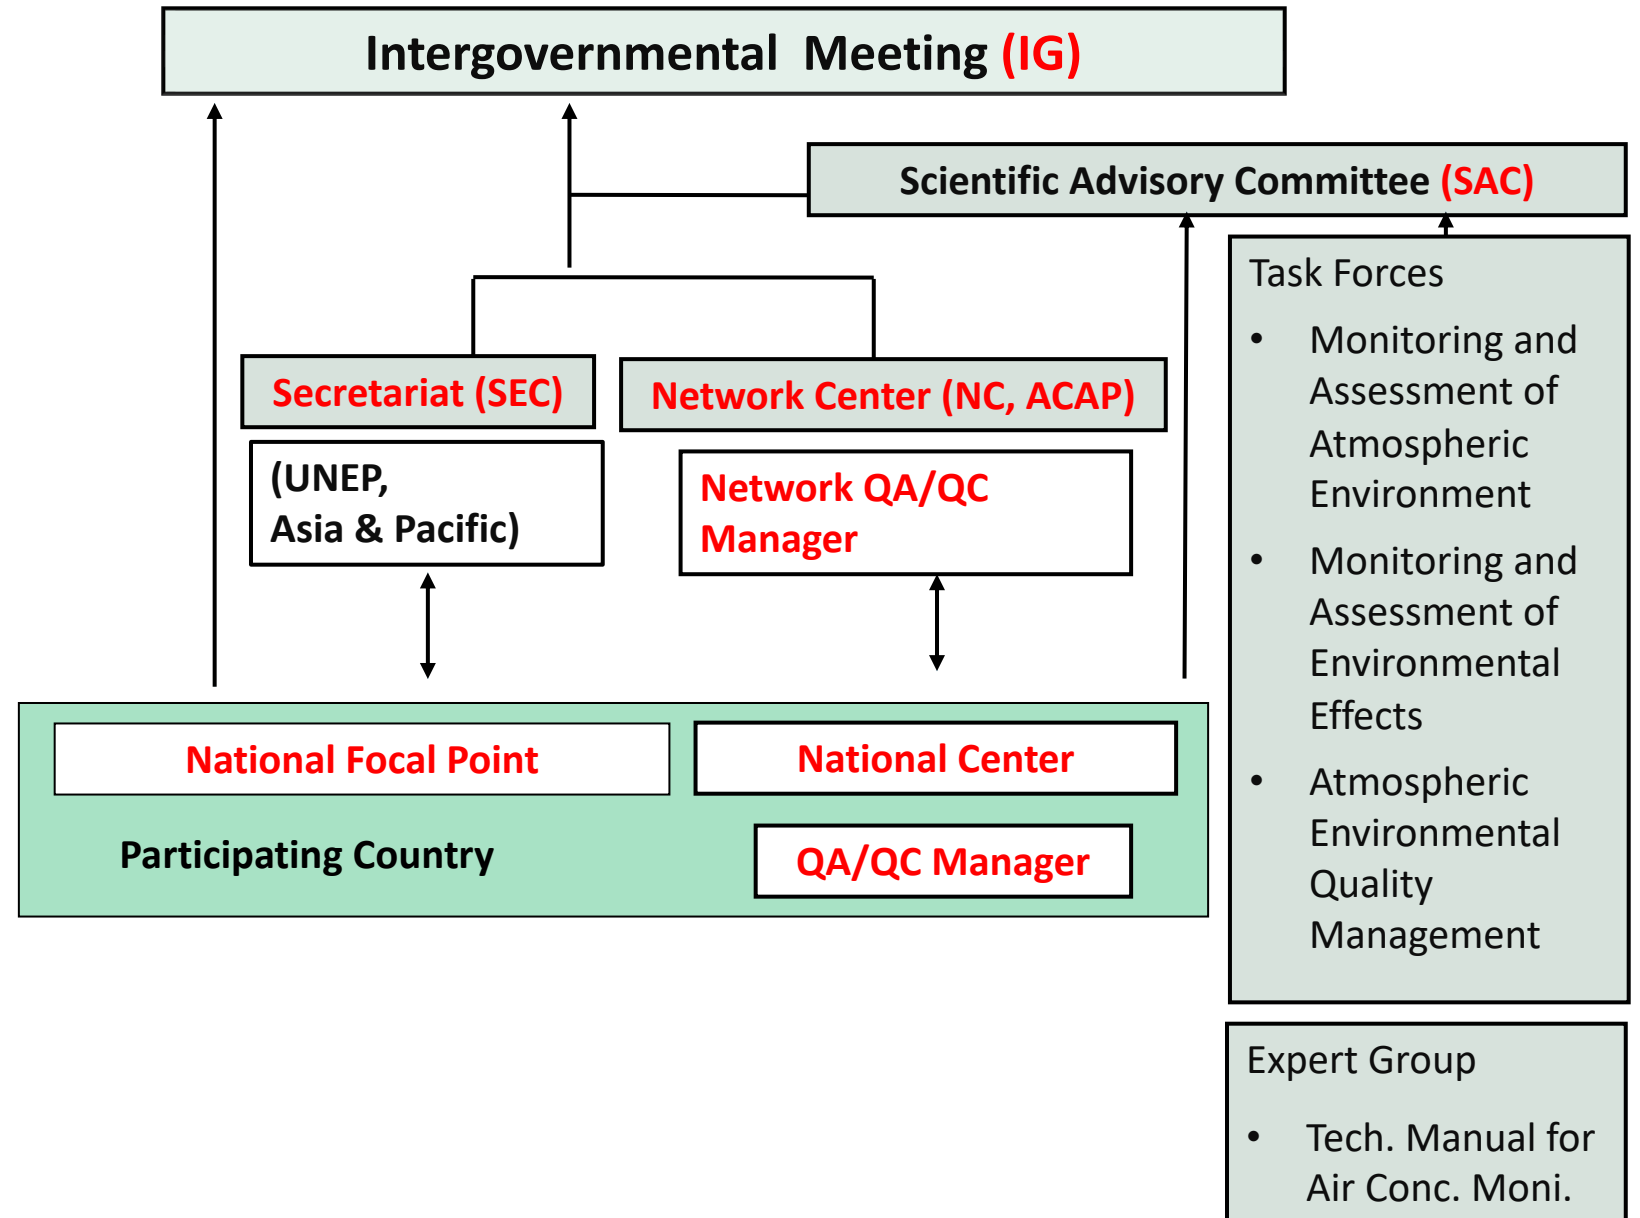 Intergovernmental Meeting (IG)
Scientific Advisory Committee (SAC)
Secretariat (SEC)
(UNEP,
Asia & Pacific)
Network Center (NC, ACAP)
Network QA/QC
Manager
National Focal Point
National Center
Participating Country
QA/QC Manager
Task Forces
• Monitoring and
Assessment of
Atmospheric
Environment
• Monitoring and
Assessment of
Environmental
Effects
• Atmospheric
Environmental
Quality
Management
Expert Group
• Tech. Manual for
Air Conc. Moni.